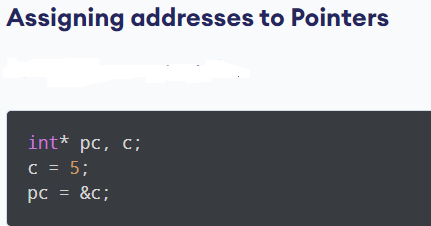 Assigning addresses to Pointers
int* pc, c;
c = 5;
pc = &c;